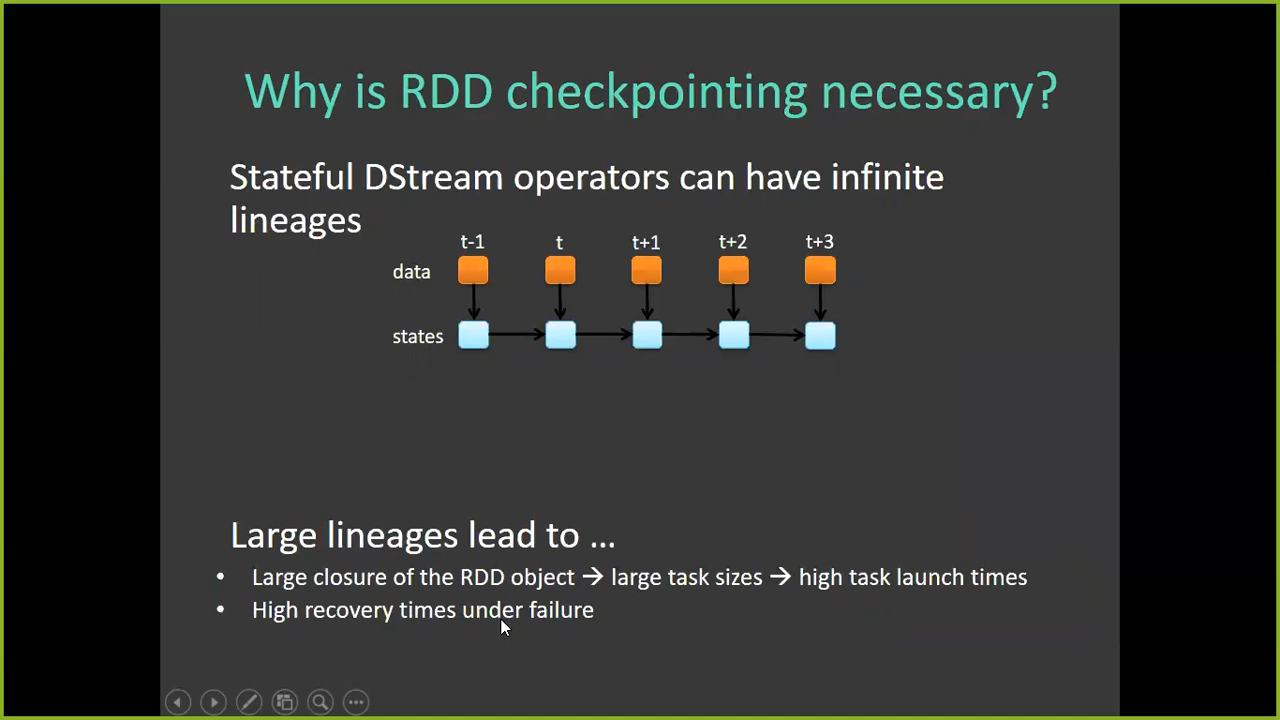 Why is RDD checkpointing necessary?
Stateful DStream operators can have infinite
lineages
t-1 t t+1 t+2 t+3
data
states
Large lineages lead to …
• Large closure of the RDD object → large task sizes → high task launch times
• High recovery times under failure